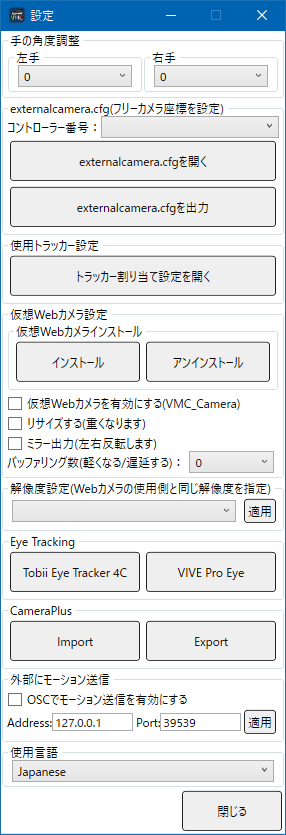 VMC
設定
手の角度調整
左手
右手
0
0
externalcamera.cfg(フリーカメラ座標を設定)
コントローラー番号：
externalcamera.cfgを開く
externalcamera.cfgを出力
使用トラッカー設定
トラッカー割り当て設定を開く
仮想Webカメラ設定
仮想Webカメラインストール
インストール
アンインストール
仮想Webカメラを有効にする(VMC_Camera)
リサイズする(重くなります)
ミラー出力(左右反転します)
バッファリング数(軽くなる/遅延する)：
0
解像度設定(Webカメラの使用側と同じ解像度を指定)
適用
Eye Tracking
Tobii Eye Tracker 4C
VIVE Pro Eye
CameraPlus
Import
Export
外部にモーション送信
OSCでモーション送信を有効にする
Address: 127.0.0.1 Port: 39539 適用
使用言語
Japanese
閉じる